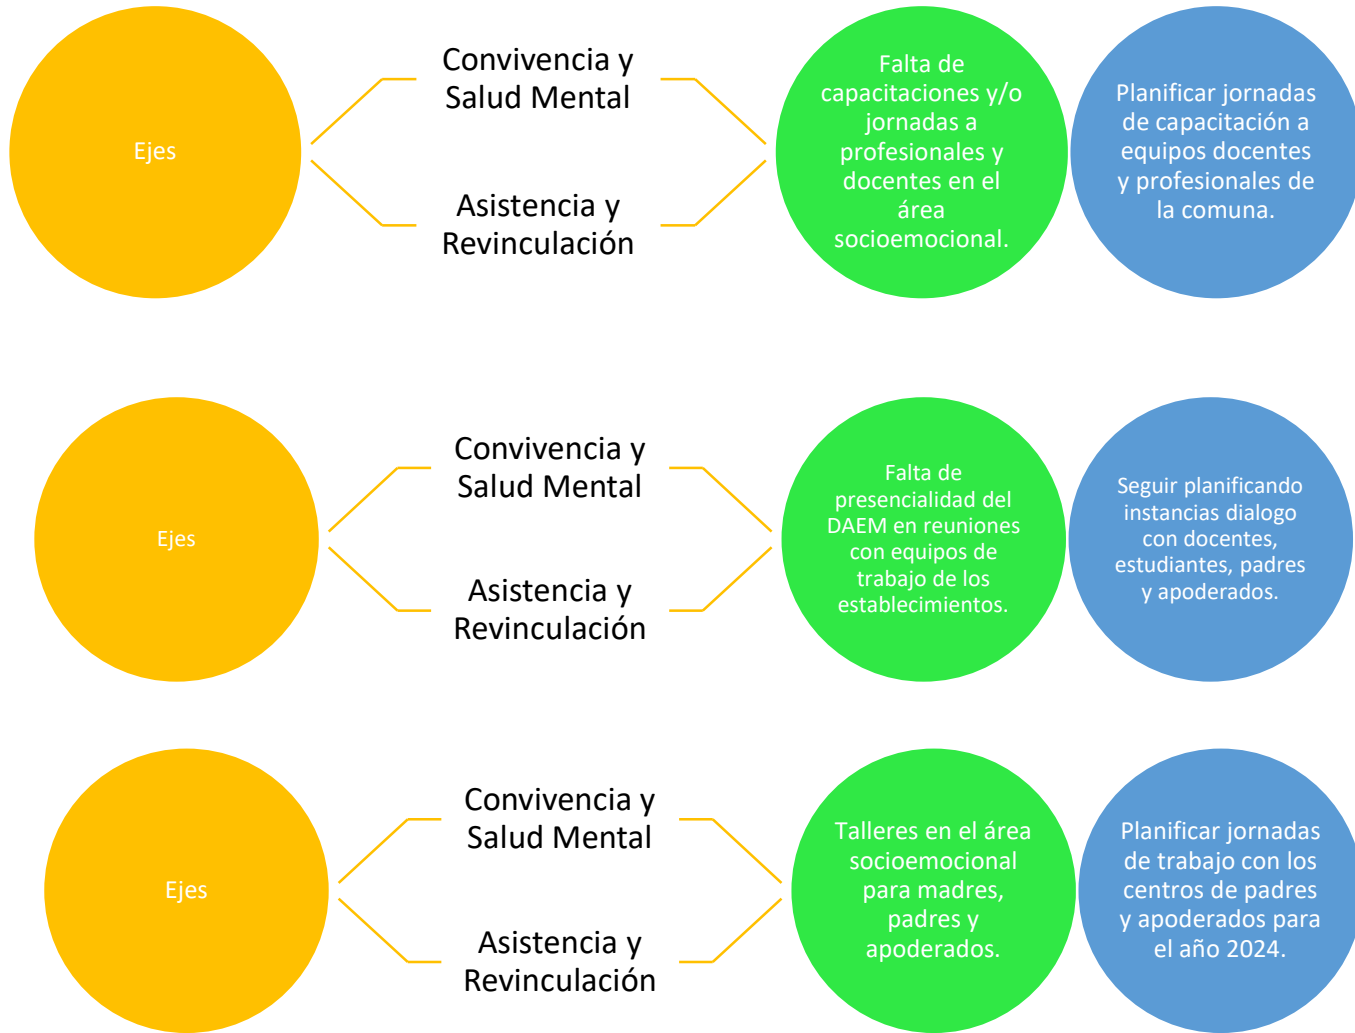 Ejes
Convivencia y
Salud Mental
Asistencia y
Revinculación
Falta de
capacitaciones y/o
jornadas a
profesionales y
docentes en el
área
socioemocional.
Planificar jornadas
de capacitación a
equipos docentes
y profesionales de
la comuna.
Ejes
Convivencia y
Salud Mental
Asistencia y
Revinculación
Falta de
presencialidad del
DAEM en reuniones
con equipos de
trabajo de los
establecimientos.
Seguir planificando
instancias dialogo
con docentes,
estudiantes, padres
y apoderados.
Ejes
Convivencia y
Salud Mental
Asistencia y
Revinculación
Talleres en el área
socioemocional
para madres,
padres y
apoderados.
Planificar jornadas
de trabajo con los
centros de padres
y apoderados para
el año 2024.